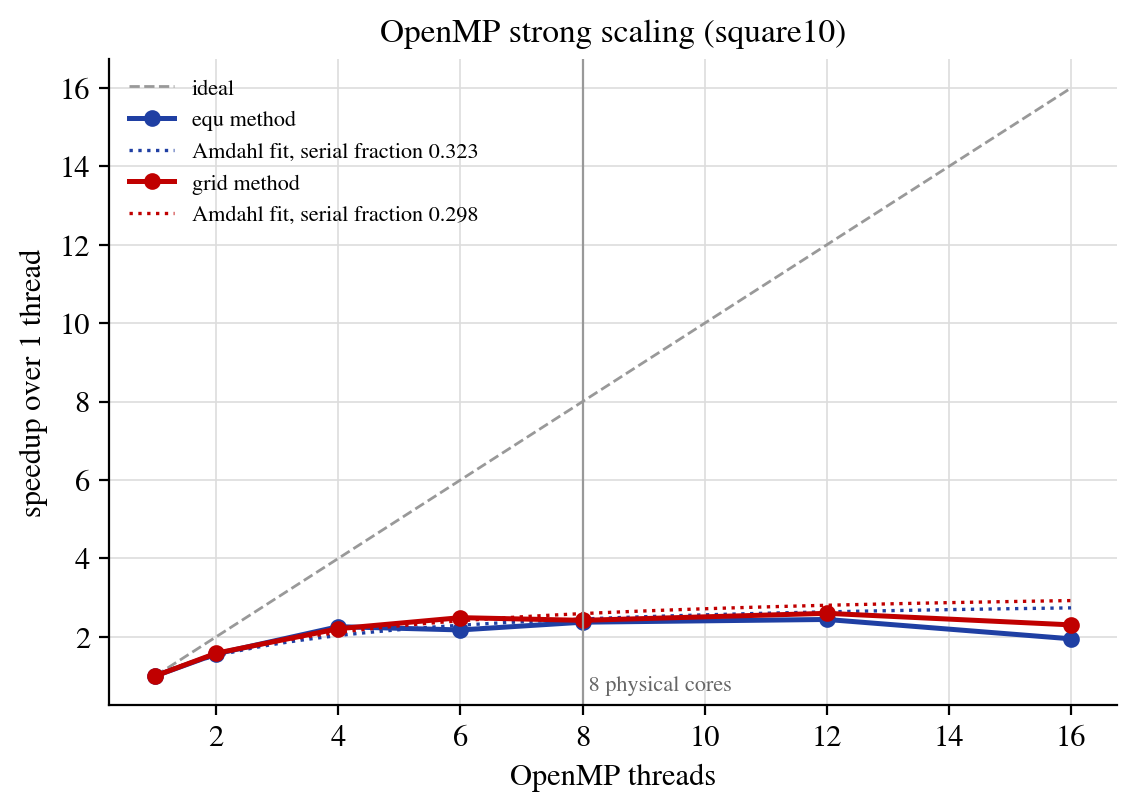 OpenMP strong scaling (square10)
ideal
equ method
Amdahl fit, serial fraction 0.323
grid method
Amdahl fit, serial fraction 0.298
speedup over 1 thread
16
14
12
10
8
6
4
2
8 physical cores
2 4 6 8 10 12 14 16
OpenMP threads